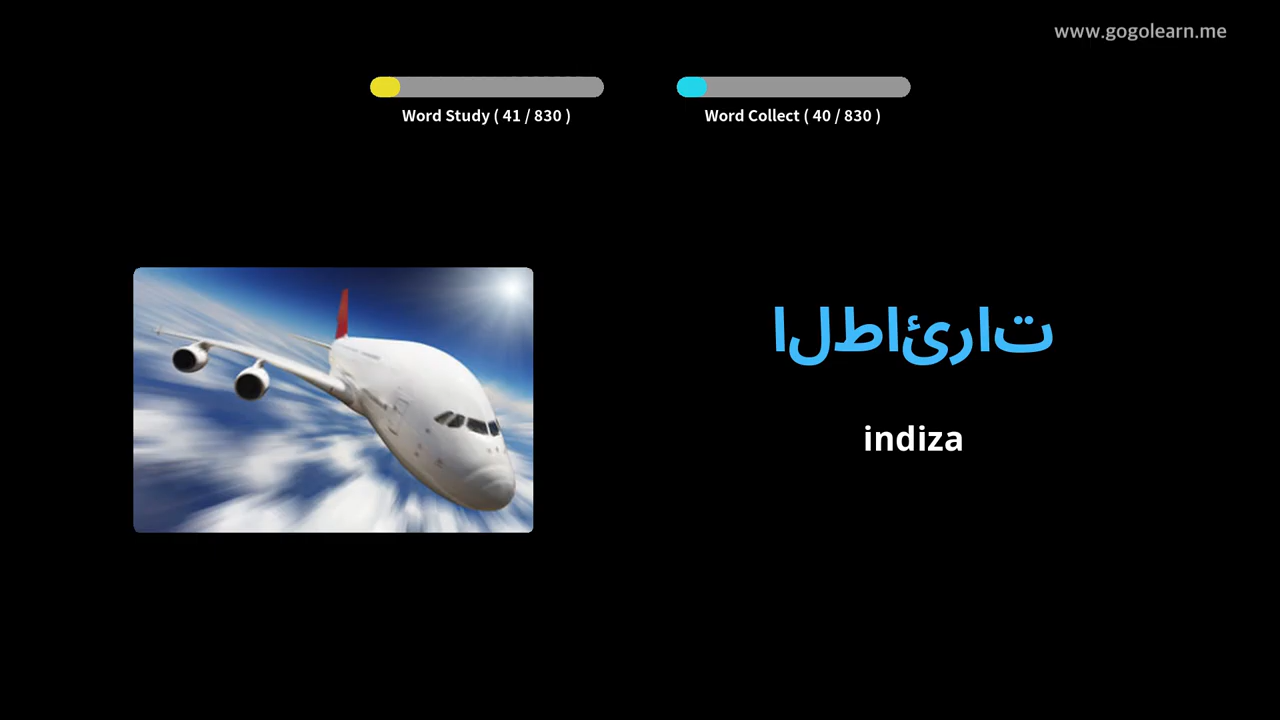 www.gogolearn.me
Word Study ( 41 / 830 )
Word Collect ( 40 / 830 )
الطائرات
indiza